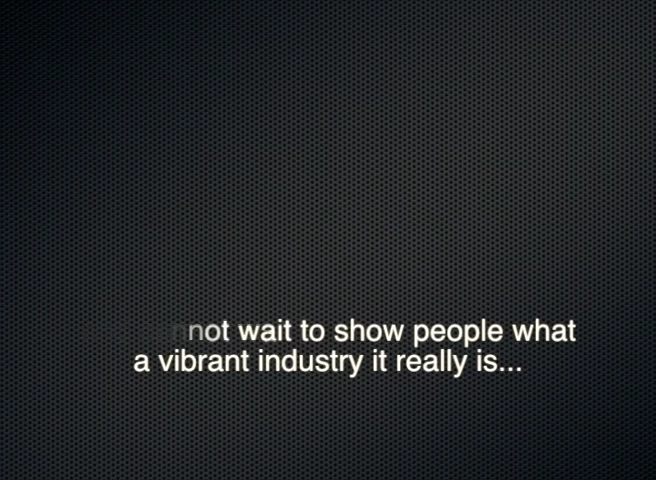 not wait to show people what
a vibrant industry it really is...